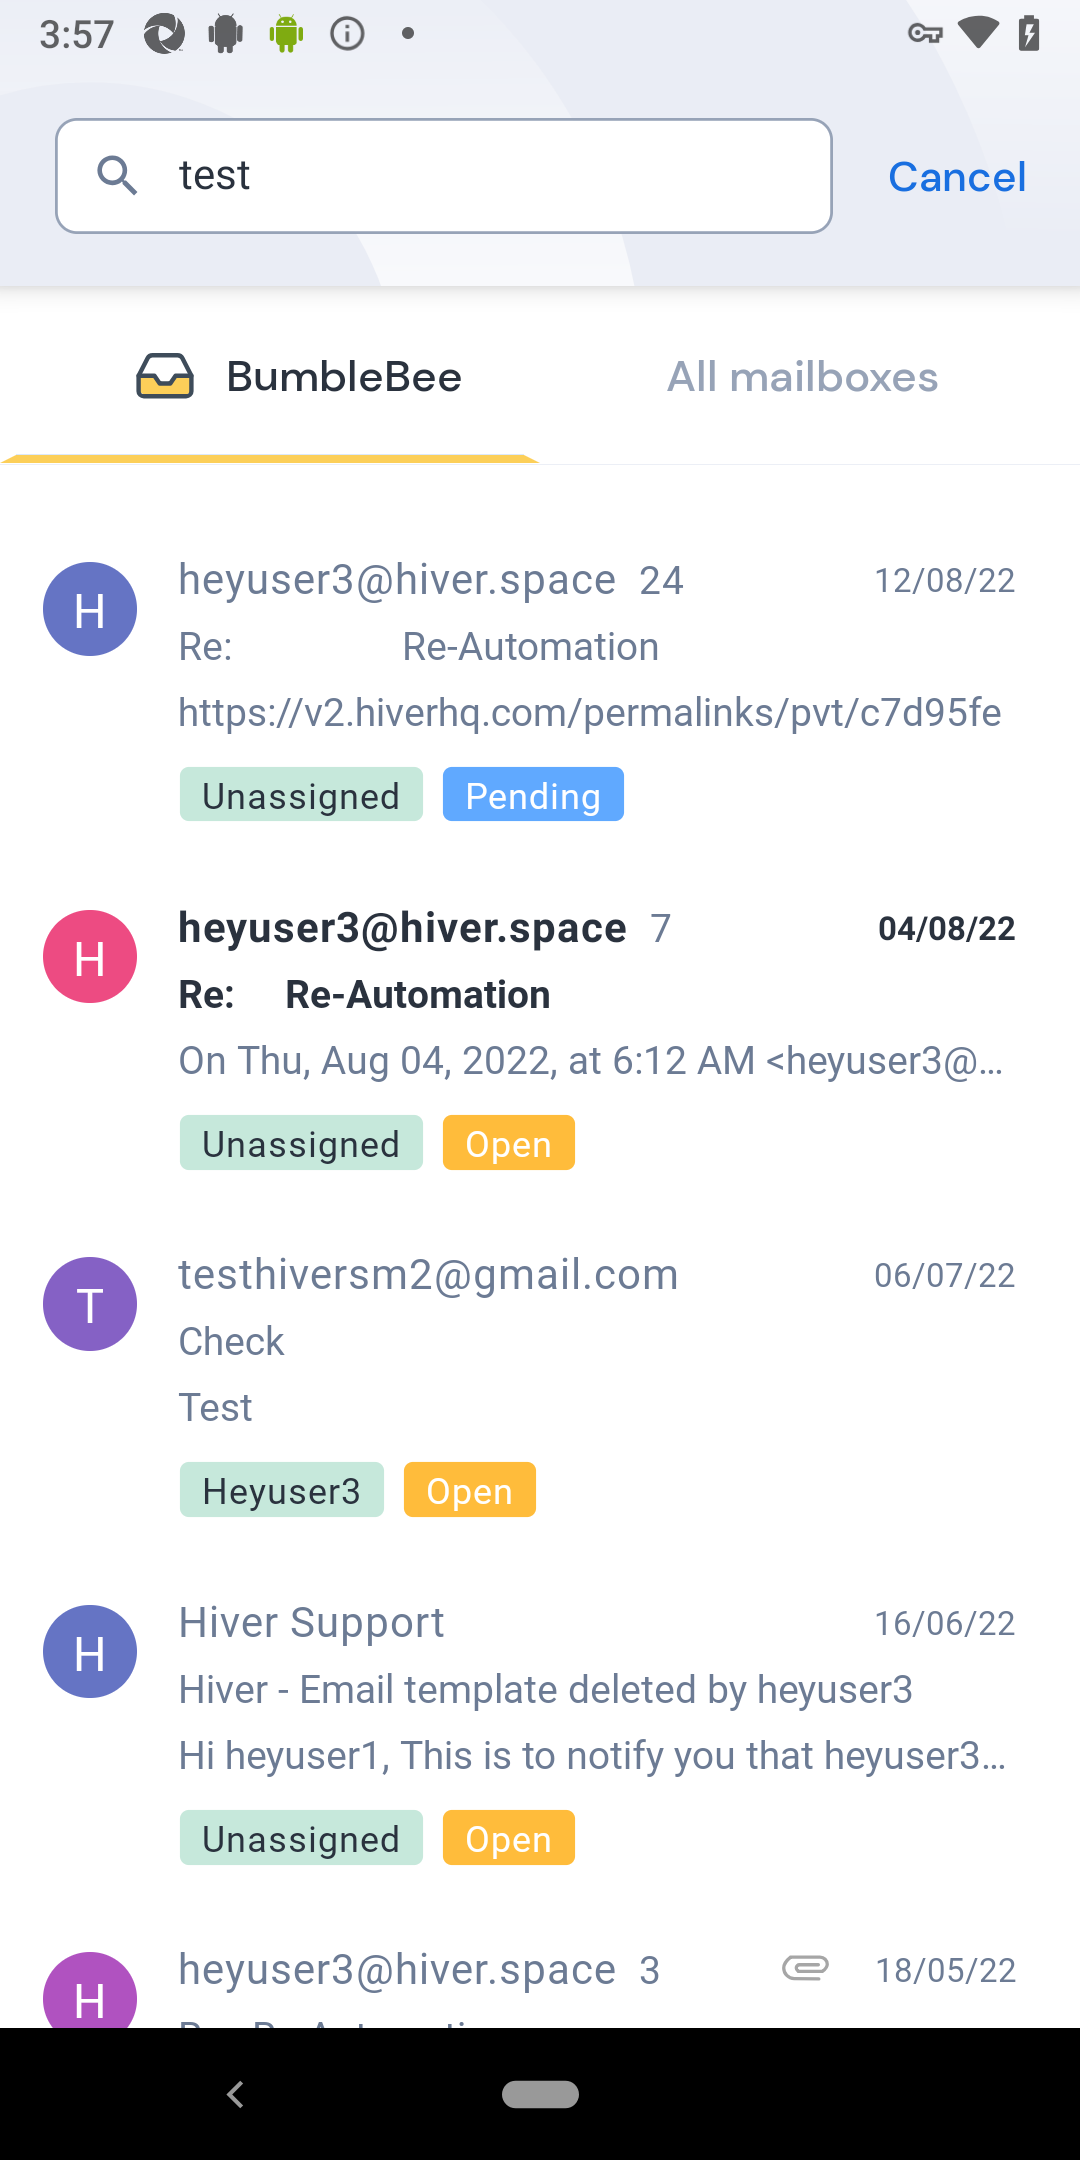 3:57
test
Cancel
BumbleBee
All mailboxes
H
heyuser3@hiver.space 24
12/08/22
Re: Re-Automation
https://v2.hiverhq.com/permalinks/pvt/c7d95fe
Unassigned
Pending
H
heyuser3@hiver.space 7
04/08/22
Re: Re-Automation
On Thu, Aug 04, 2022, at 6:12 AM <heyuser3@...
Unassigned
Open
T
testhiversm2@gmail.com
06/07/22
Check
Test
Heyuser3
Open
H
Hiver Support
16/06/22
Hiver - Email template deleted by heyuser3
Hi heyuser1, This is to notify you that heyuser3...
Unassigned
Open
H
heyuser3@hiver.space 3
18/05/22